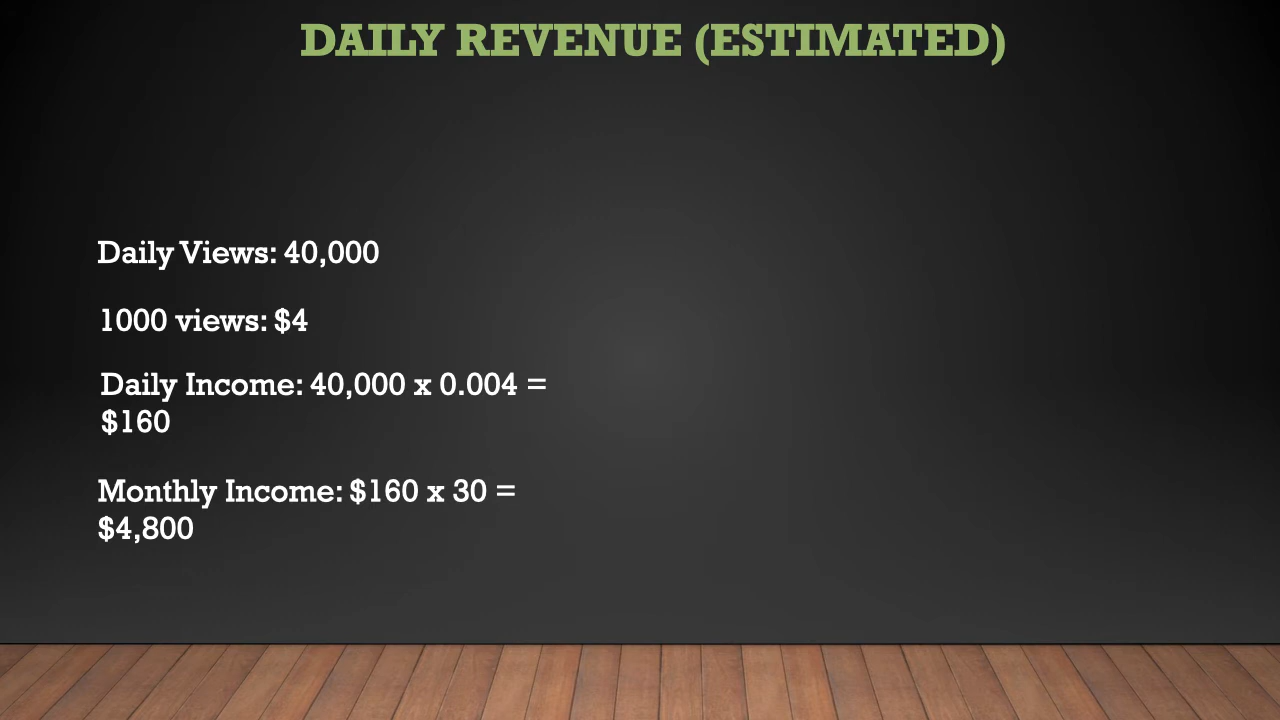 DAILY REVENUE (ESTIMATED)
Daily Views: 40,000
1000 views: $4
Daily Income: 40,000 x 0.004 =
$160
Monthly Income: $160 x 30 =
$4,800